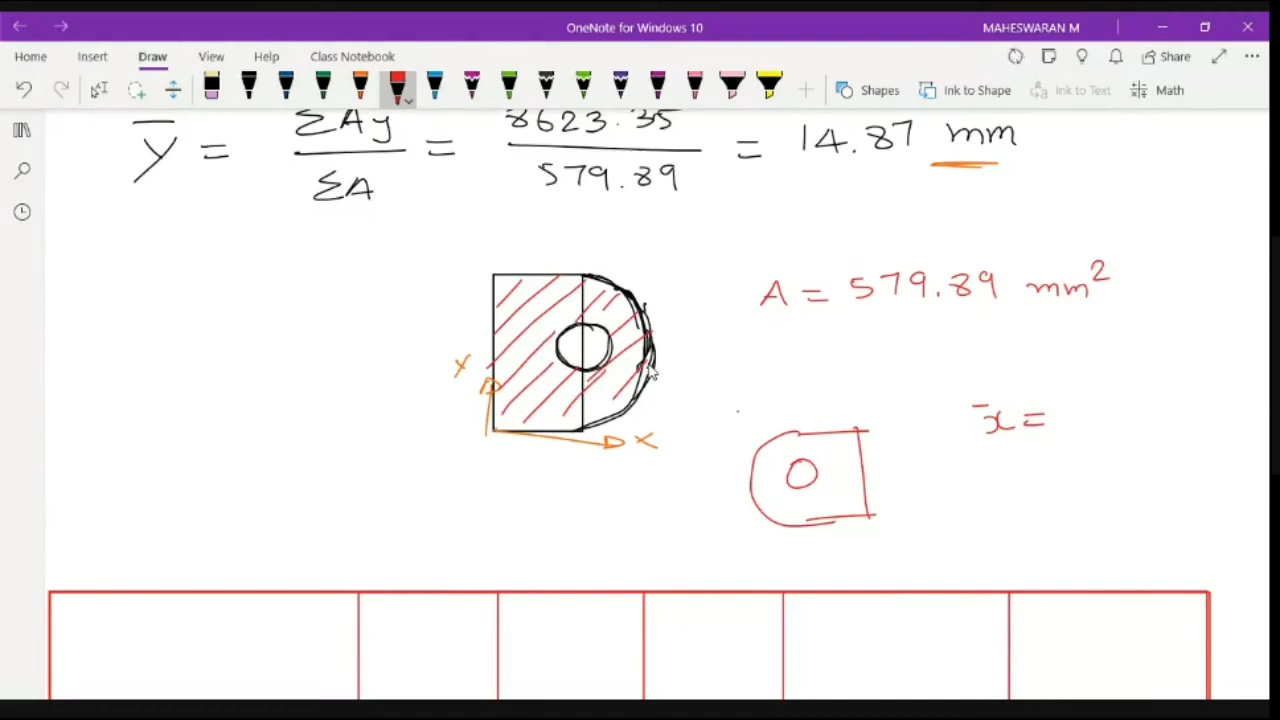 OneNote for Windows 10
MAHESWARAN M
Home Insert Draw View Help Class Notebook
Share
Shapes Ink to Shape Ink to Text Math
y̅ = ΣAy / ΣA = 8623.35 / 579.89 = 14.87 mm
A = 579.89 mm²
Y
X
x̅ =